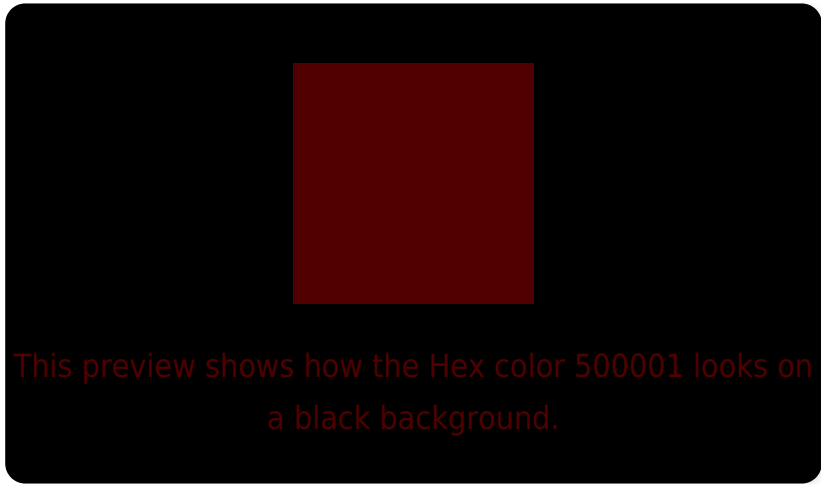 This preview shows how the Hex color 500001 looks on
a black background.